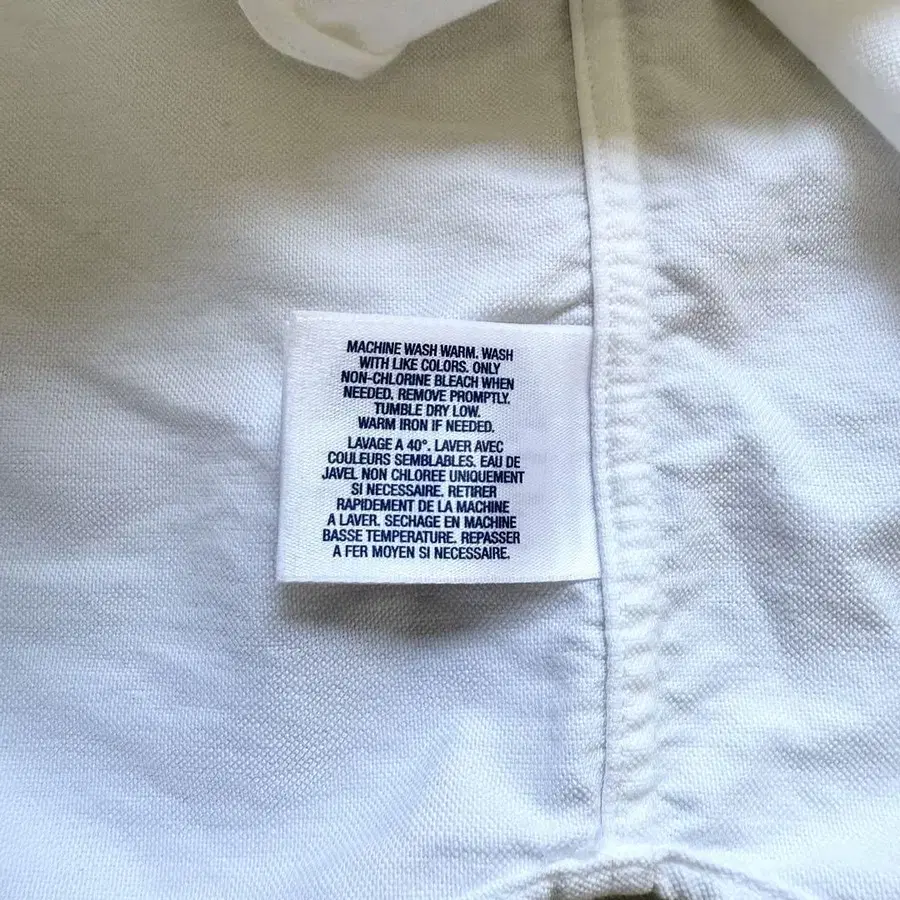 MACHINE WASH WARM. WASH
WITH LIKE COLORS. ONLY
NON-CHLORINE BLEACH WHEN
NEEDED. REMOVE PROMPTLY.
TUMBLE DRY LOW.
WARM IRON IF NEEDED.
LAVAGE A 40°. LAVER AVEC
COULEURS SEMBLABLES. EAU DE
JAVEL NON CHLOREE UNIQUEMENT
SI NECESSAIRE. RETIRER
RAPIDEMENT DE LA MACHINE
A LAVER. SECHAGE EN MACHINE
BASSE TEMPERATURE. REPASSER
A FER MOYEN SI NECESSAIRE.